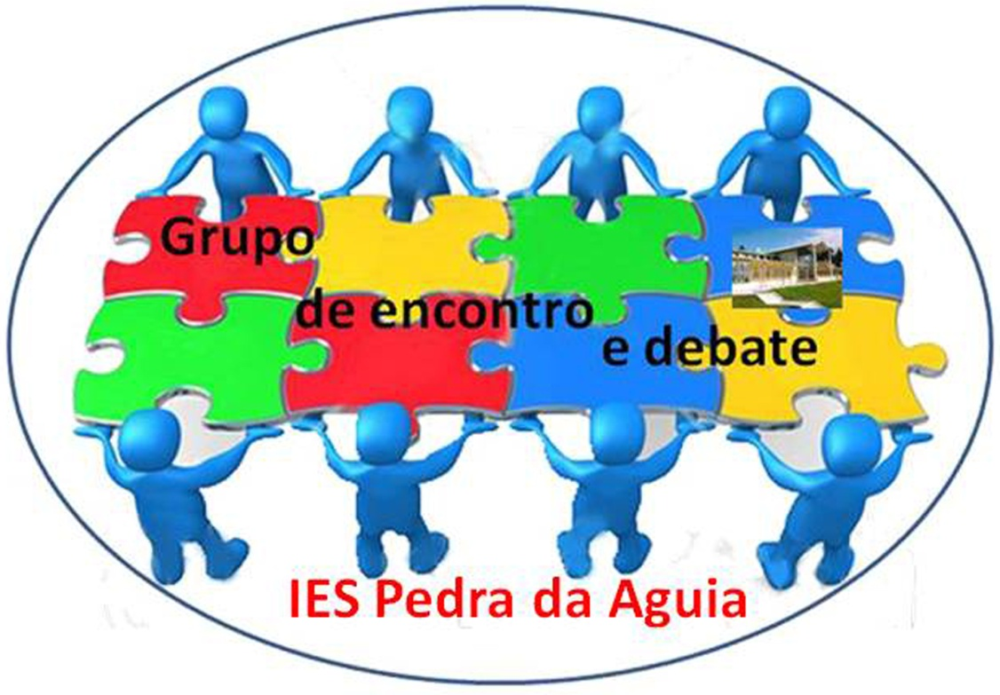 Grupo
de encontro
e debate
IES Pedra da Aguia